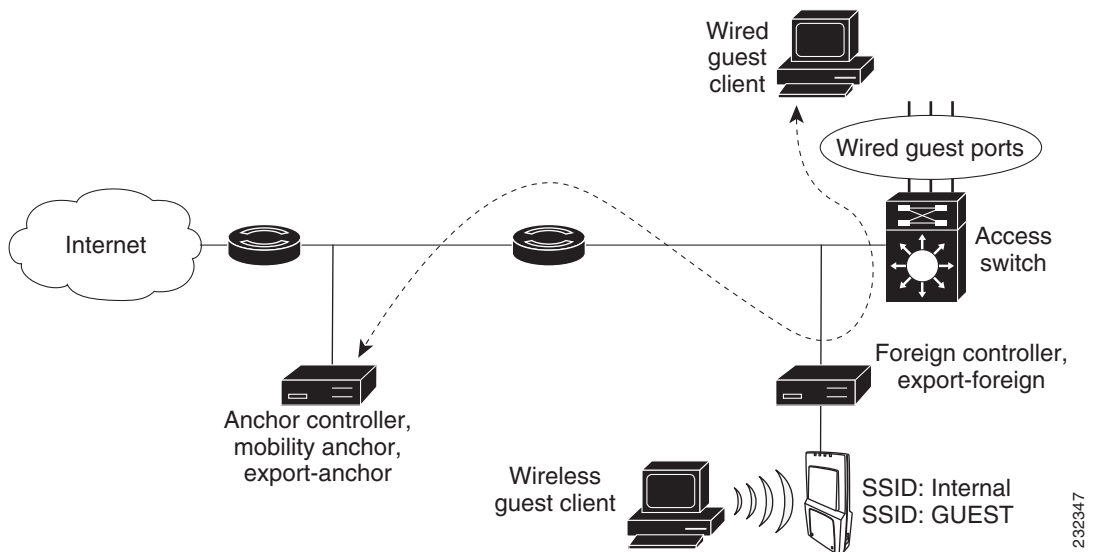 Wired
guest
client
Wired guest ports
Internet
Access
switch
Foreign controller,
export-foreign
Anchor controller,
mobility anchor,
export-anchor
Wireless
guest client
SSID: Internal
SSID: GUEST
232347